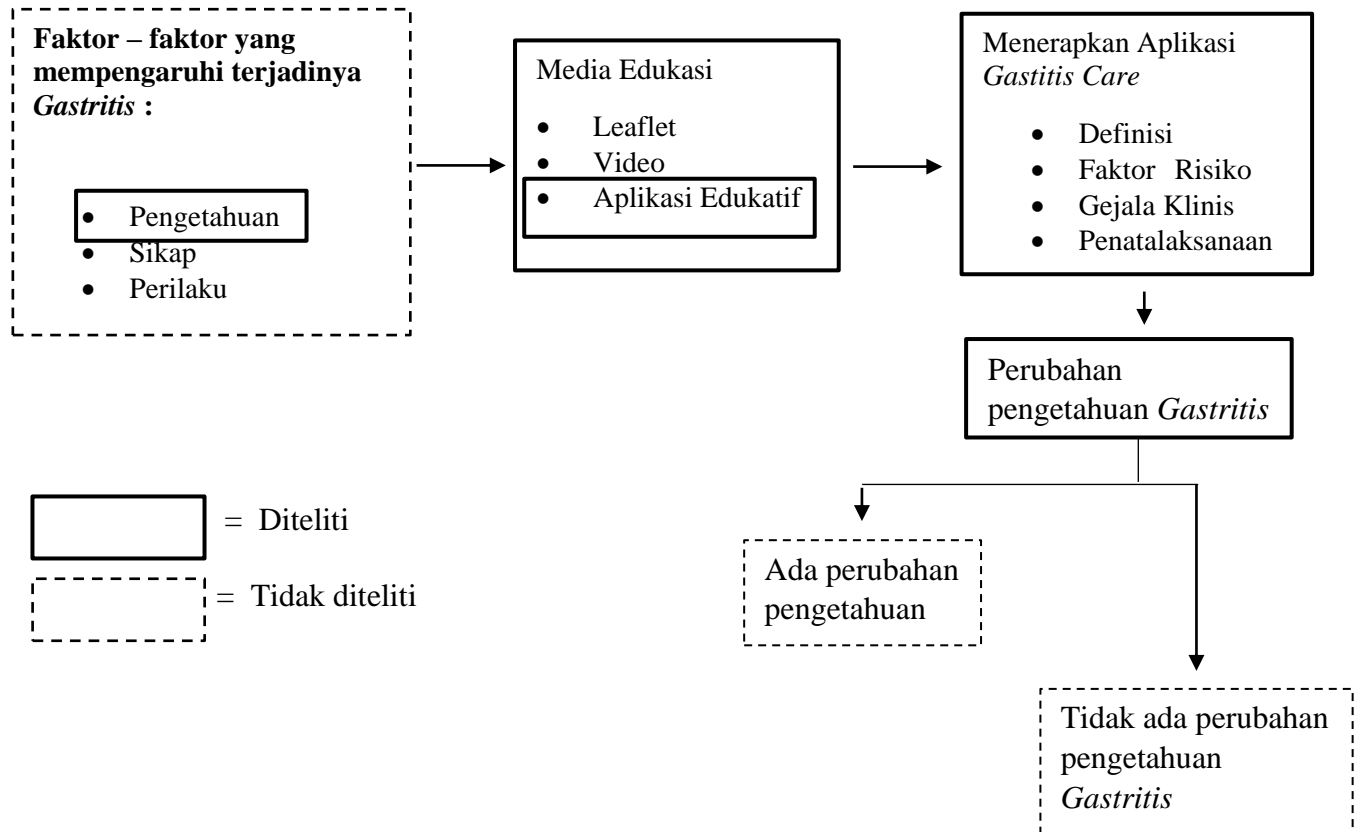 Faktor – faktor yang
mempengaruhi terjadinya
Gastritis :
• Pengetahuan
• Sikap
• Perilaku
Media Edukasi
• Leaflet
• Video
• Aplikasi Edukatif
Menerapkan Aplikasi
Gastitis Care
• Definisi
• Faktor Risiko
• Gejala Klinis
• Penatalaksanaan
Perubahan
pengetahuan Gastritis
= Diteliti
= Tidak diteliti
Ada perubahan
pengetahuan
Tidak ada perubahan
pengetahuan
Gastritis